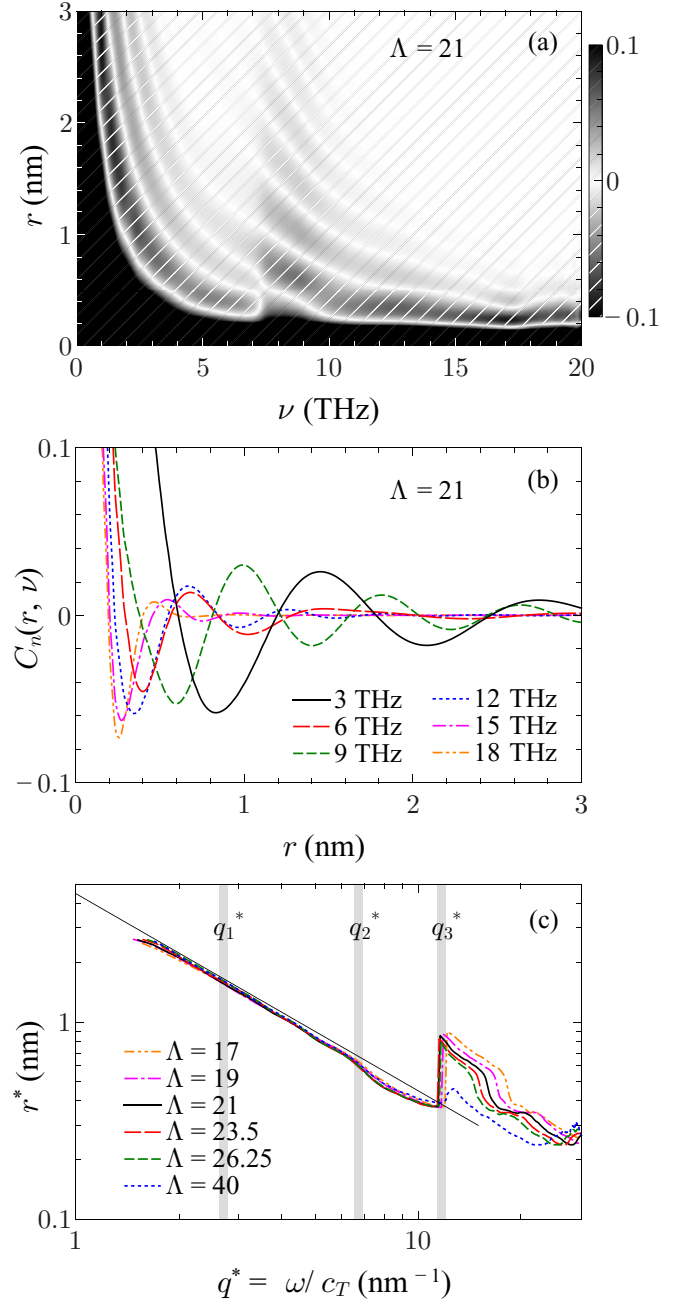 (a)
Λ = 21
3
2
1
0
r (nm)
0 5 10 15 20
ν (THz)
0.1
0
−0.1
(b)
Λ = 21
0.1
0
−0.1
C_n(r, ν)
3 THz
6 THz
9 THz
12 THz
15 THz
18 THz
0 1 2 3
r (nm)
(c)
q_1^* q_2^* q_3^*
1
0.1
r^* (nm)
Λ = 17
Λ = 19
Λ = 21
Λ = 23.5
Λ = 26.25
Λ = 40
1 10
q^* = ω/ c_T (nm^{−1})